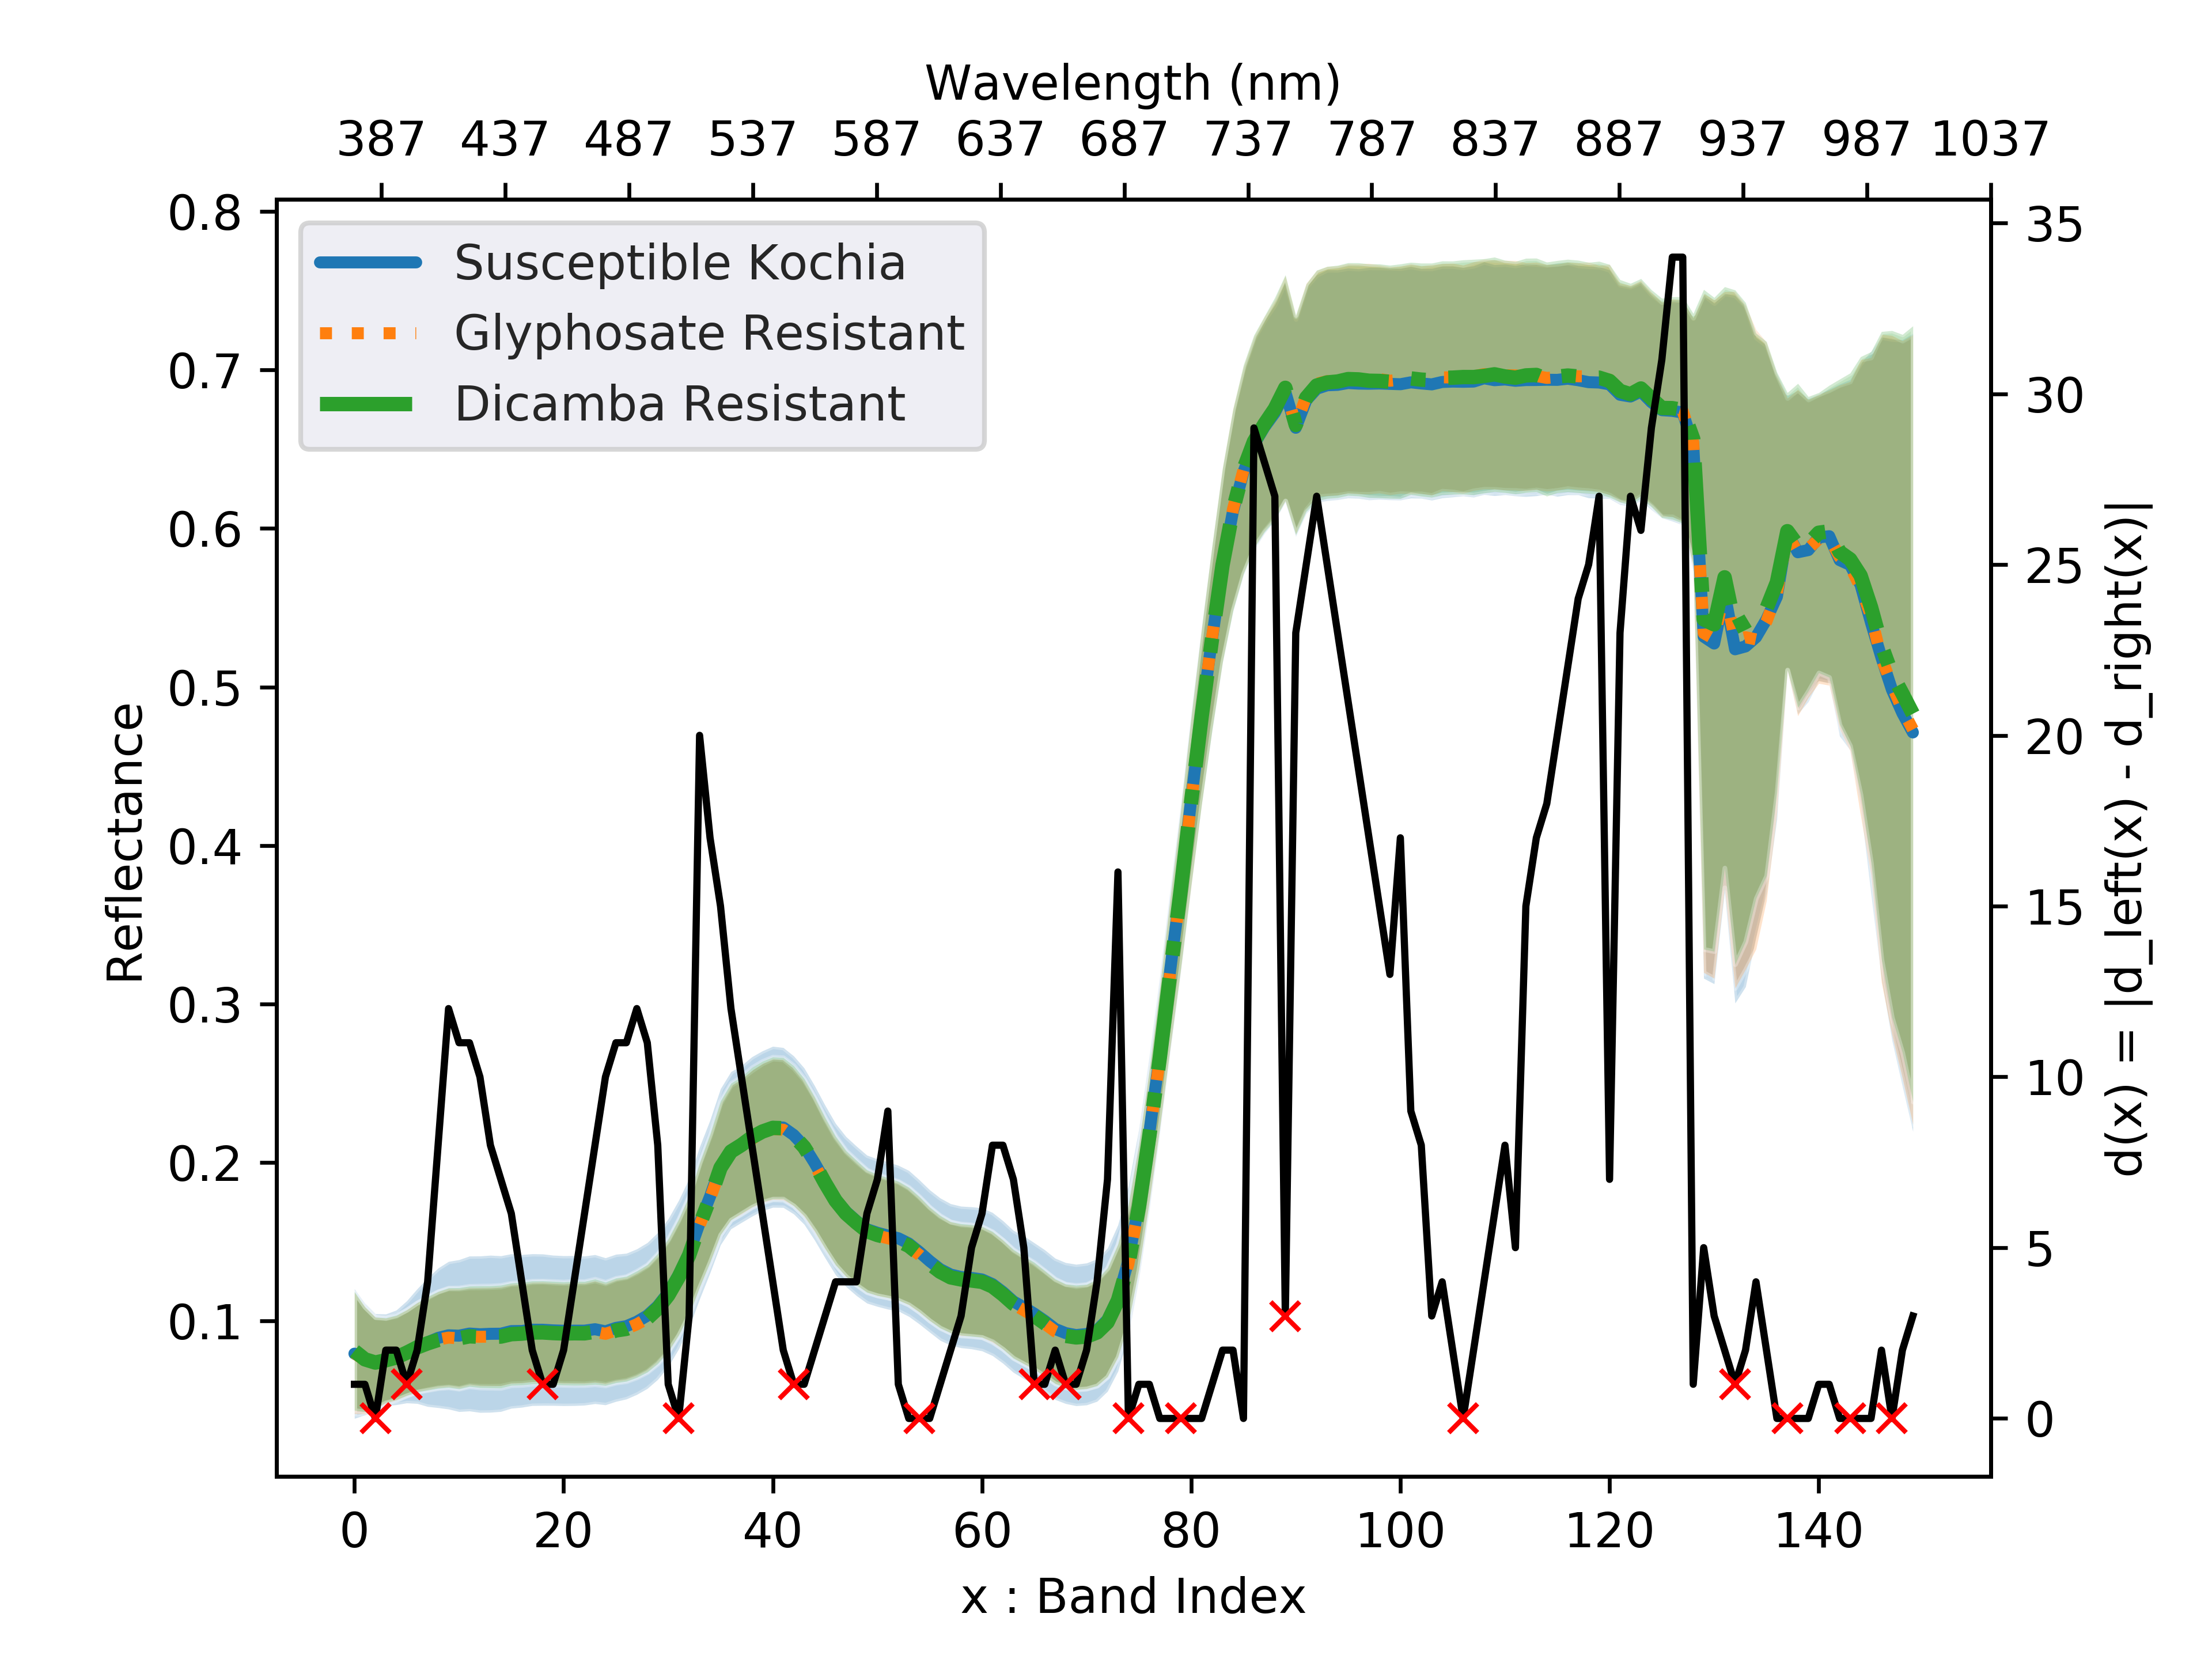 Wavelength (nm)
387 437 487 537 587 637 687 737 787 837 887 937 987 1037
Susceptible Kochia
Glyphosate Resistant
Dicamba Resistant
0.8
0.7
0.6
0.5
0.4
0.3
0.2
0.1
Reflectance
35
30
25
20
15
10
5
0
d(x) = |d_left(x) - d_right(x)|
0 20 40 60 80 100 120 140
x : Band Index